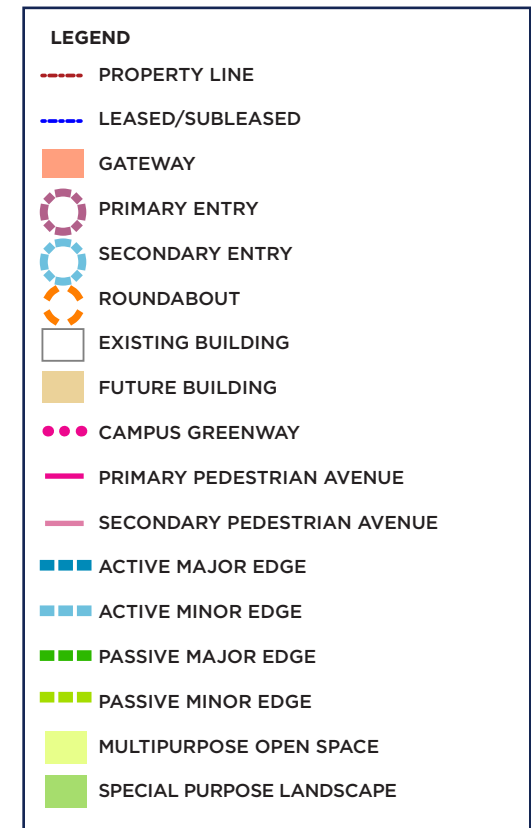 LEGEND
PROPERTY LINE
LEASED/SUBLEASED
GATEWAY
PRIMARY ENTRY
SECONDARY ENTRY
ROUNDABOUT
EXISTING BUILDING
FUTURE BUILDING
CAMPUS GREENWAY
PRIMARY PEDESTRIAN AVENUE
SECONDARY PEDESTRIAN AVENUE
ACTIVE MAJOR EDGE
ACTIVE MINOR EDGE
PASSIVE MAJOR EDGE
PASSIVE MINOR EDGE
MULTIPURPOSE OPEN SPACE
SPECIAL PURPOSE LANDSCAPE